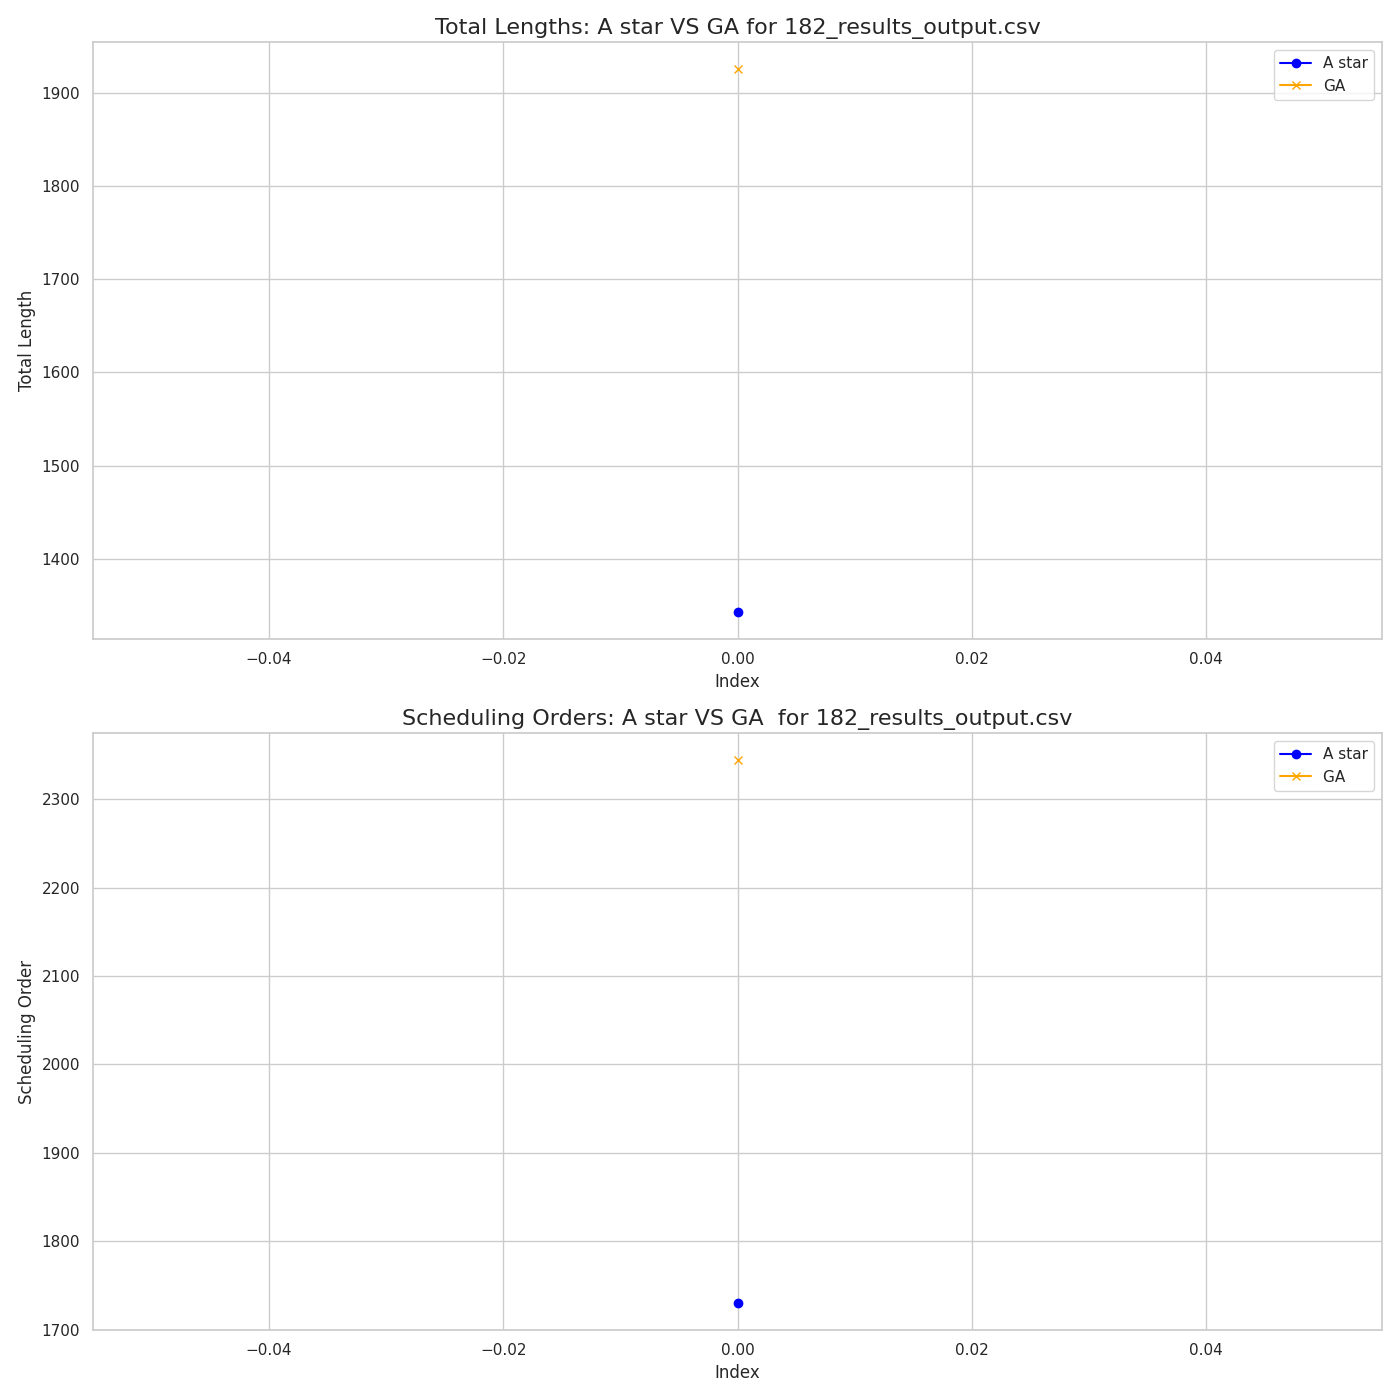 Total Lengths: A star VS GA for 182_results_output.csv
A star
GA
1900
1800
1700
1600
1500
1400
Total Length
−0.04
−0.02
0.00
0.02
0.04
Index
Scheduling Orders: A star VS GA  for 182_results_output.csv
A star
GA
2300
2200
2100
2000
1900
1800
1700
Scheduling Order
−0.04
−0.02
0.00
0.02
0.04
Index